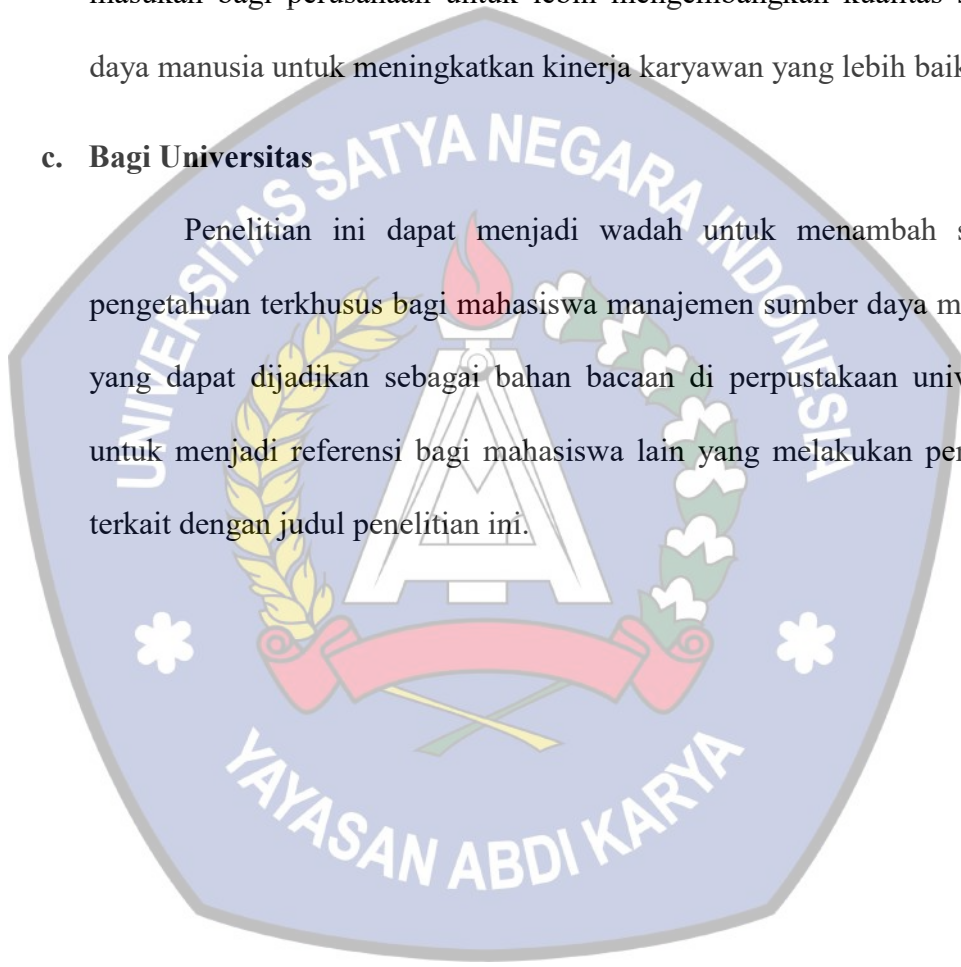 masukan bagi perusahaan untuk lebih mengembangkan kualitas
daya manusia untuk meningkatkan kinerja karyawan yang lebih baik
c. Bagi Universitas
Penelitian ini dapat menjadi wadah untuk menambah
pengetahuan terkhusus bagi mahasiswa manajemen sumber daya
yang dapat dijadikan sebagai bahan bacaan di perpustakaan
untuk menjadi referensi bagi mahasiswa lain yang melakukan
terkait dengan judul penelitian ini.
UNIVERSITAS SATYA NEGARA INDONESIA
YAYASAN ABDI KARYA